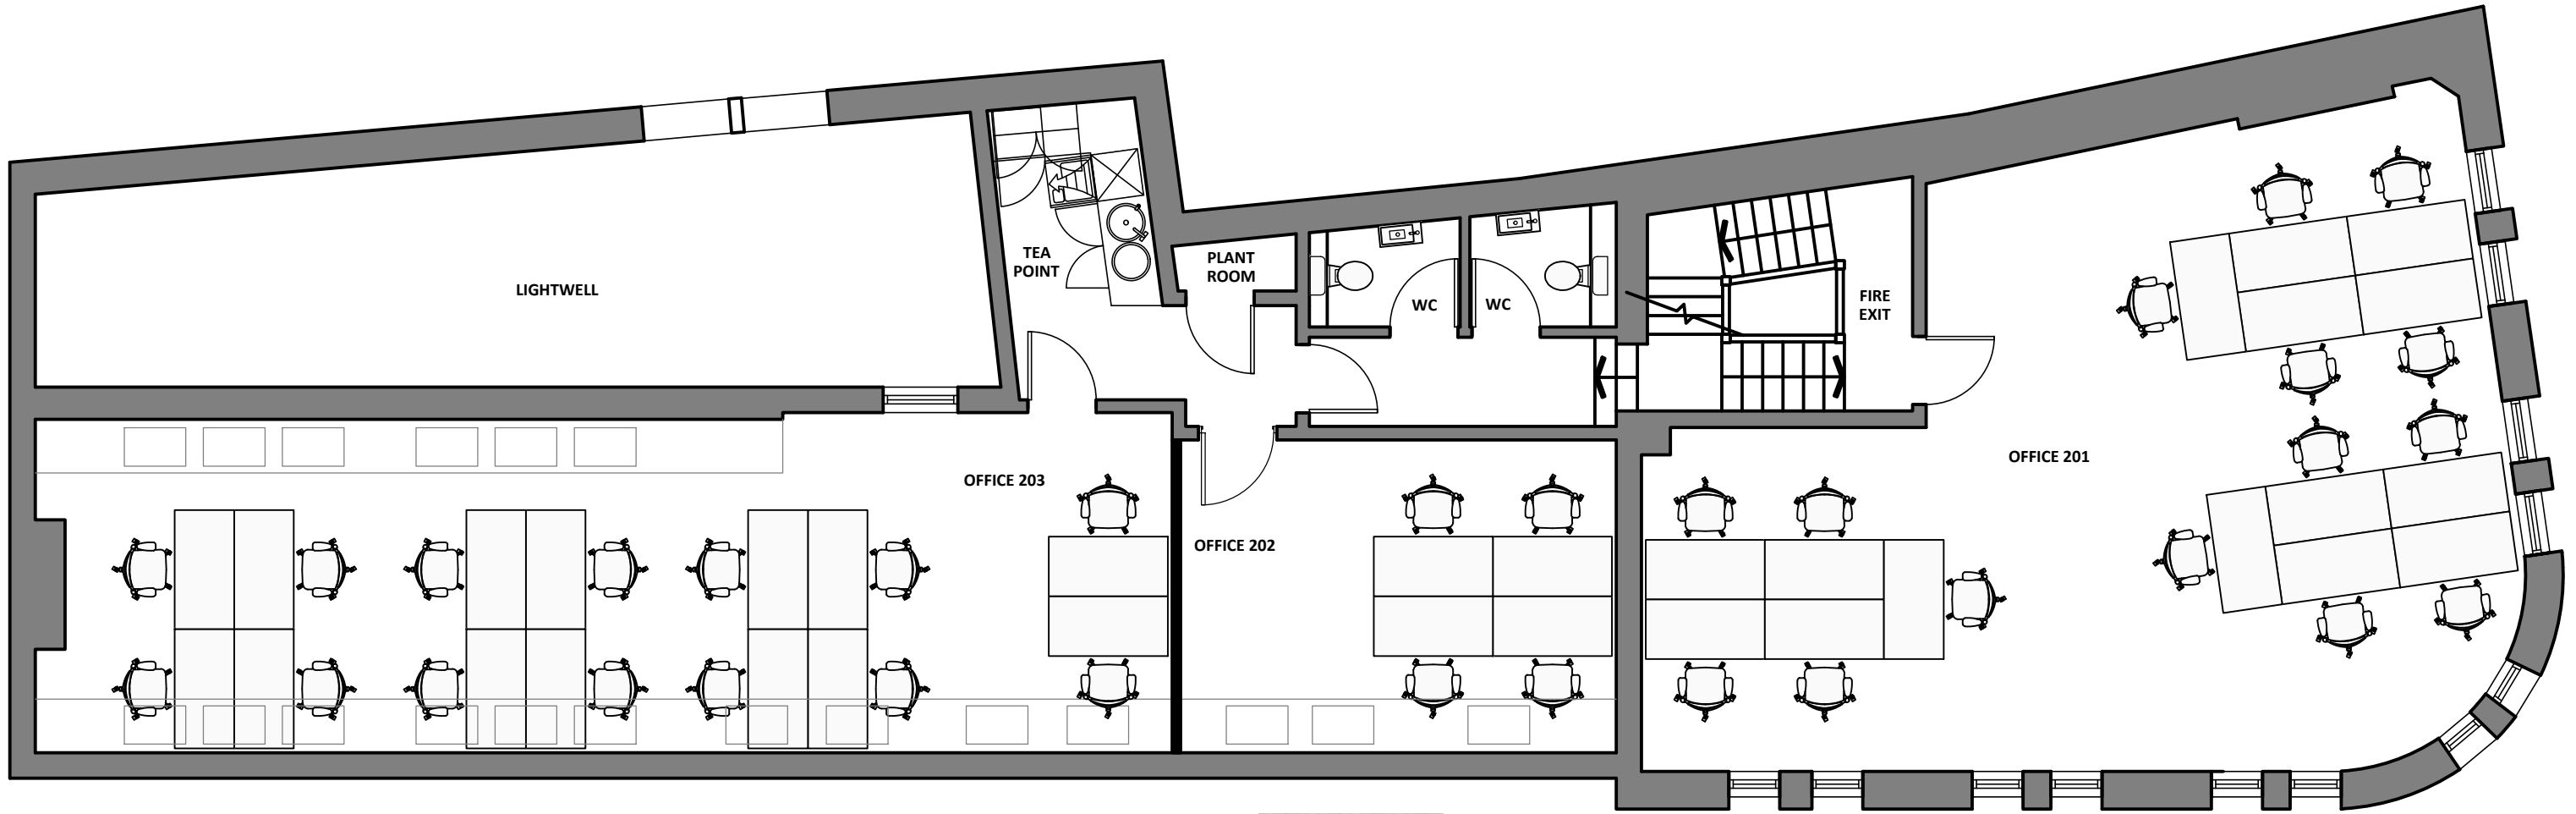 TEA
POINT
PLANT
ROOM
LIGHTWELL
WC
WC
FIRE
EXIT
OFFICE 201
OFFICE 203
OFFICE 202